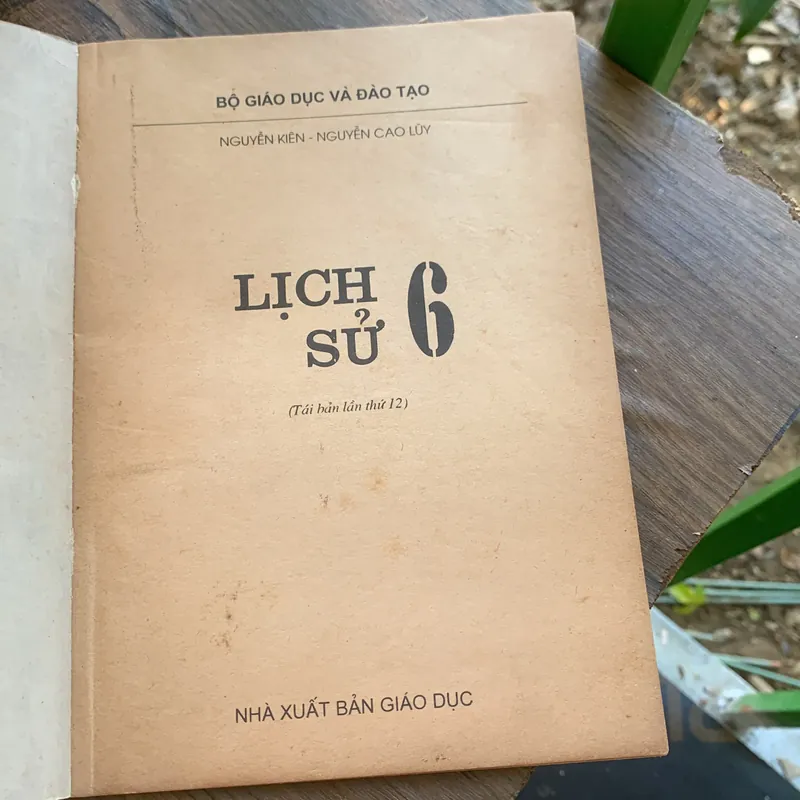 BỘ GIÁO DỤC VÀ ĐÀO TẠO
NGUYỄN KIÊN - NGUYỄN CAO LŨY
LỊCH
SỬ 6
(Tái bản lần thứ 12)
NHÀ XUẤT BẢN GIÁO DỤC